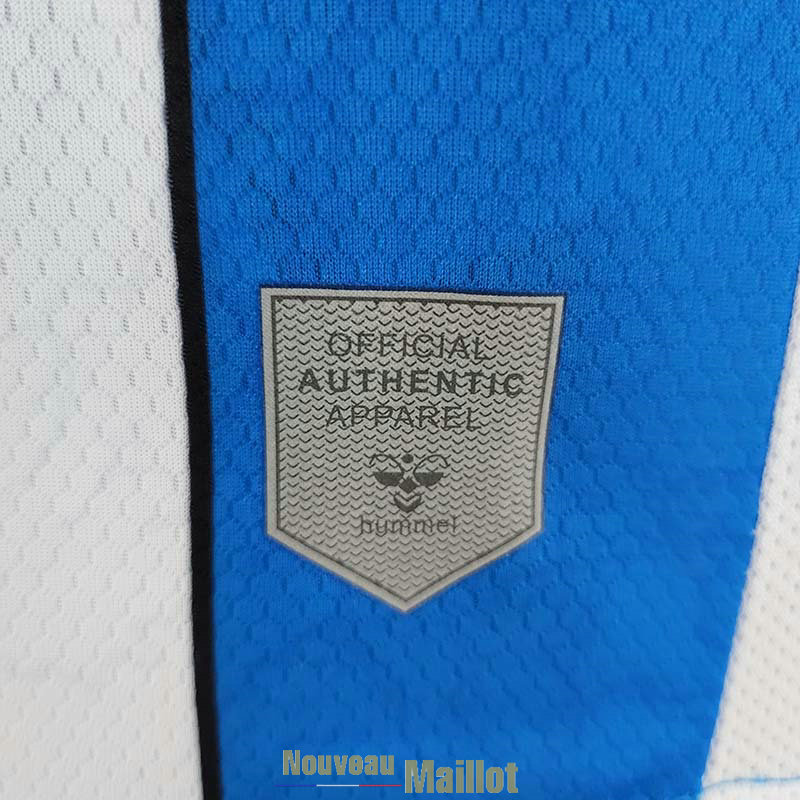 OFFICIAL
AUTHENTIC
APPAREL
hummel
Nouveau Maillot